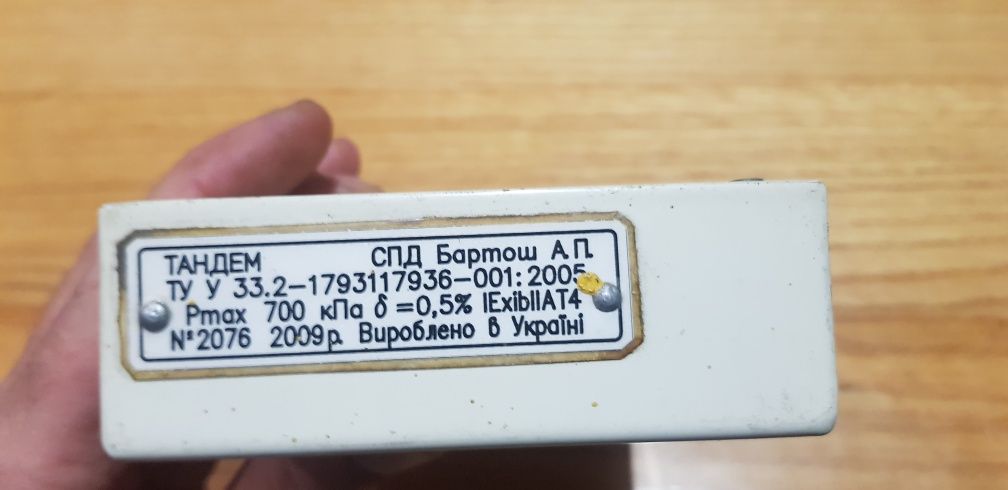 ТАНДЕМ СПД Бартош А.П.
ТУ У 33.2-1793117936-001:2005
Pmax 700 кПа δ =0,5% IExibIIAT4
№2076 2009р. Вироблено в Україні